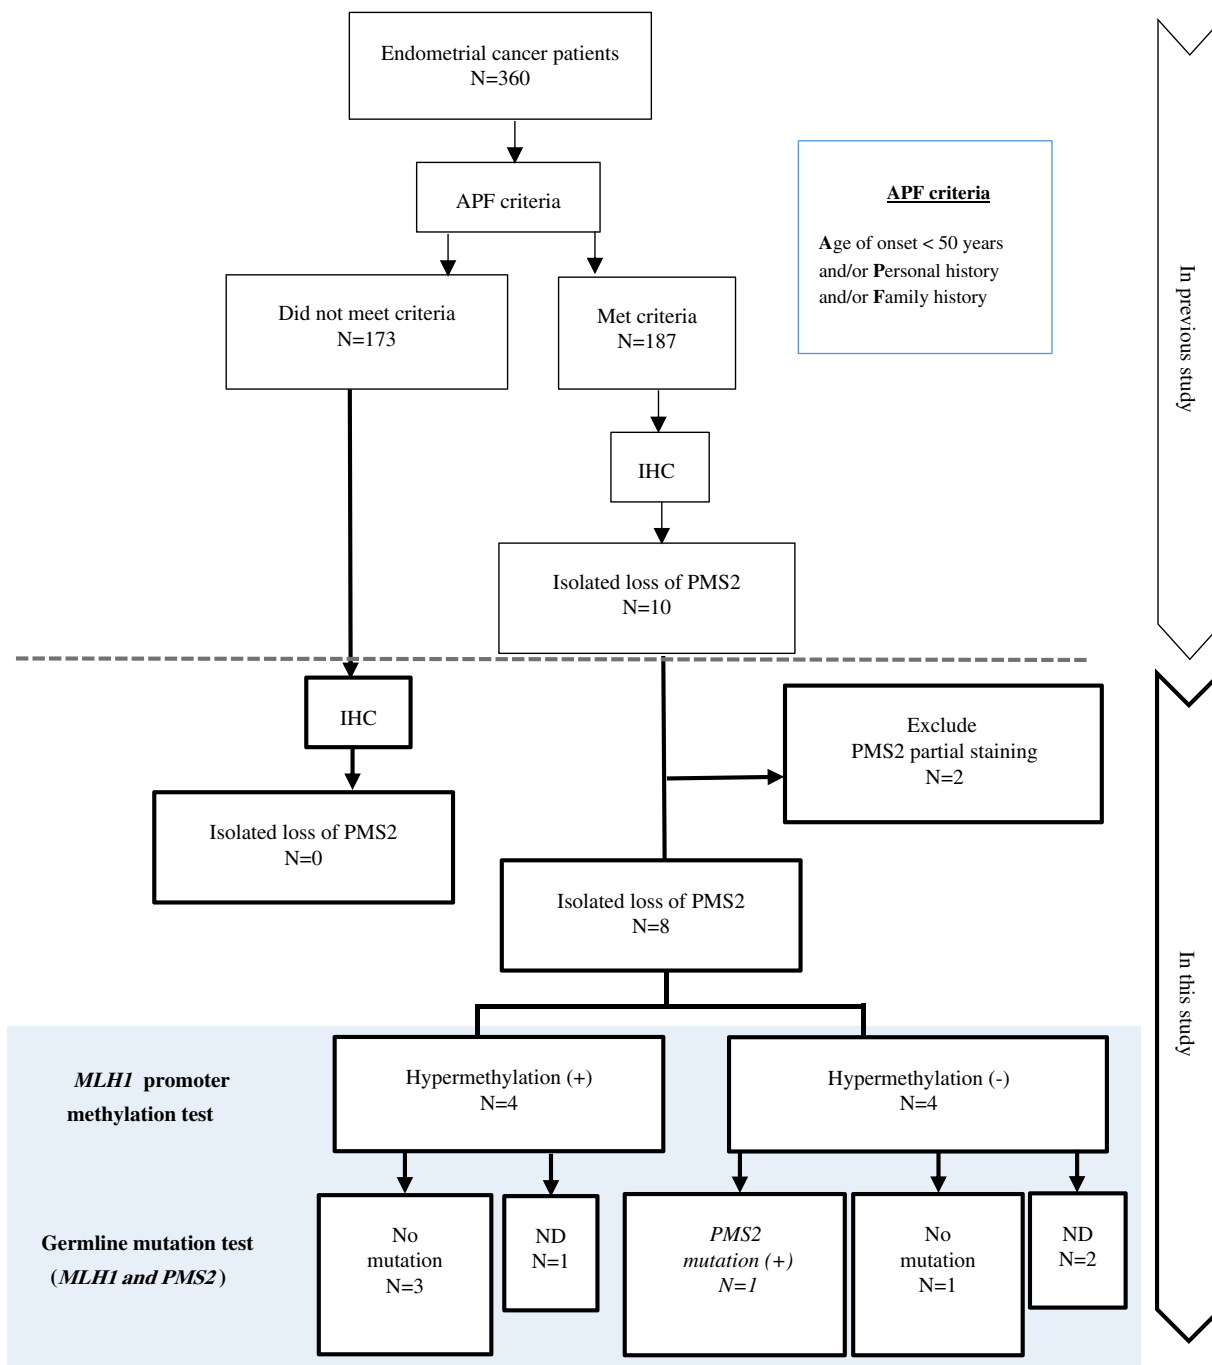 Endometrial cancer patients
N=360
APF criteria
APF criteria
Age of onset < 50 years
and/or Personal history
and/or Family history
In previous study
Did not meet criteria
N=173
Met criteria
N=187
IHC
Isolated loss of PMS2
N=10
IHC
Exclude
PMS2 partial staining
N=2
Isolated loss of PMS2
N=0
Isolated loss of PMS2
N=8
In this study
MLH1 promoter
methylation test
Hypermethylation (+)
N=4
Hypermethylation (-)
N=4
Germline mutation test
(MLH1 and PMS2)
No
mutation
N=3
ND
N=1
PMS2
mutation (+)
N=1
No
mutation
N=1
ND
N=2